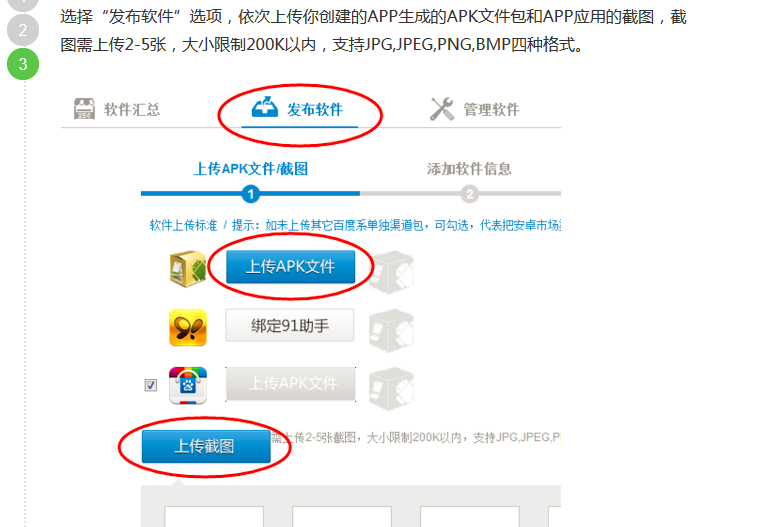 选择“发布软件”选项，依次上传你创建的APP生成的APK文件包和APP应用的截图，截
2
图需上传2-5张，大小限制200K以内，支持JPG,JPEG,PNG,BMP四种格式。
3
软件汇总 发布软件 管理软件
上传APK文件/截图 添加软件信息
1 2
软件上传标准 / 提示：如未上传其它百度系单独渠道包，可勾选，代表把安卓市场
上传APK文件
绑定91助手
上传APK文件
上传截图 需上传2-5张截图，大小限制200K以内，支持JPG,JPEG,P